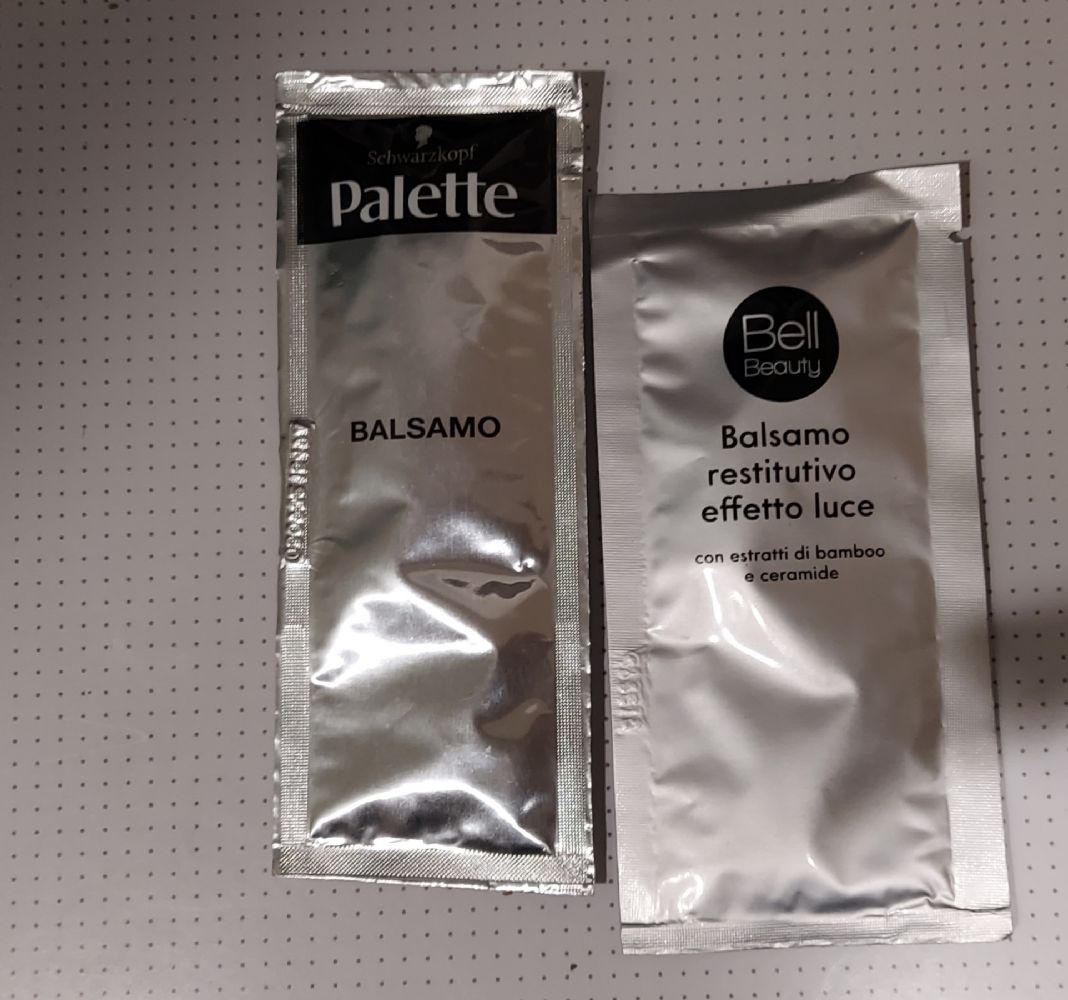 Schwarzkopf
Palette
BALSAMO
Bell
Beauty
Balsamo
restitutivo
effetto luce
con estratti di bamboo
e ceramide